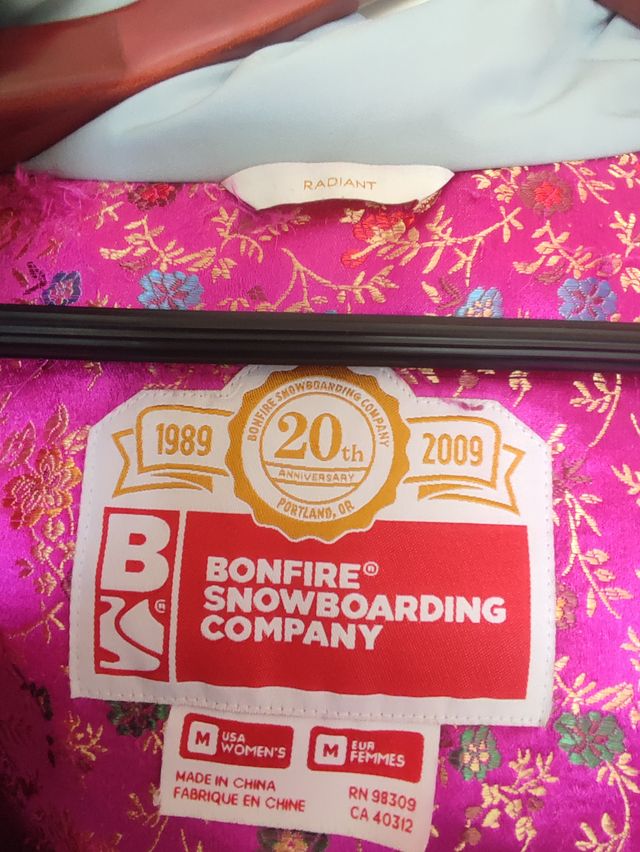 RADIANT
BONFIRE SNOWBOARDING COMPANY
1989
20th
2009
ANNIVERSARY
PORTLAND, OR
B
BONFIRE®
SNOWBOARDING
COMPANY
M USA WOMEN'S
M EUR FEMMES
MADE IN CHINA
FABRIQUE EN CHINE
RN 98309
CA 40312